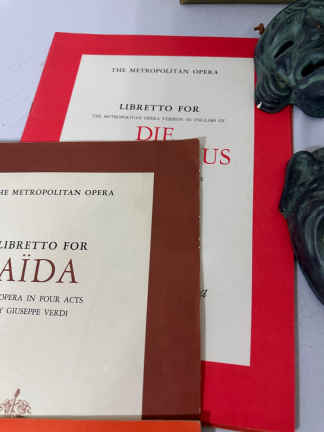 THE METROPOLITAN OPERA
LIBRETTO FOR
THE METROPOLITAN OPERA VERSION IN ENGLISH OF
DIE
US
HE METROPOLITAN OPERA
LIBRETTO FOR
AÏDA
OPERA IN FOUR ACTS
Y GIUSEPPE VERDI